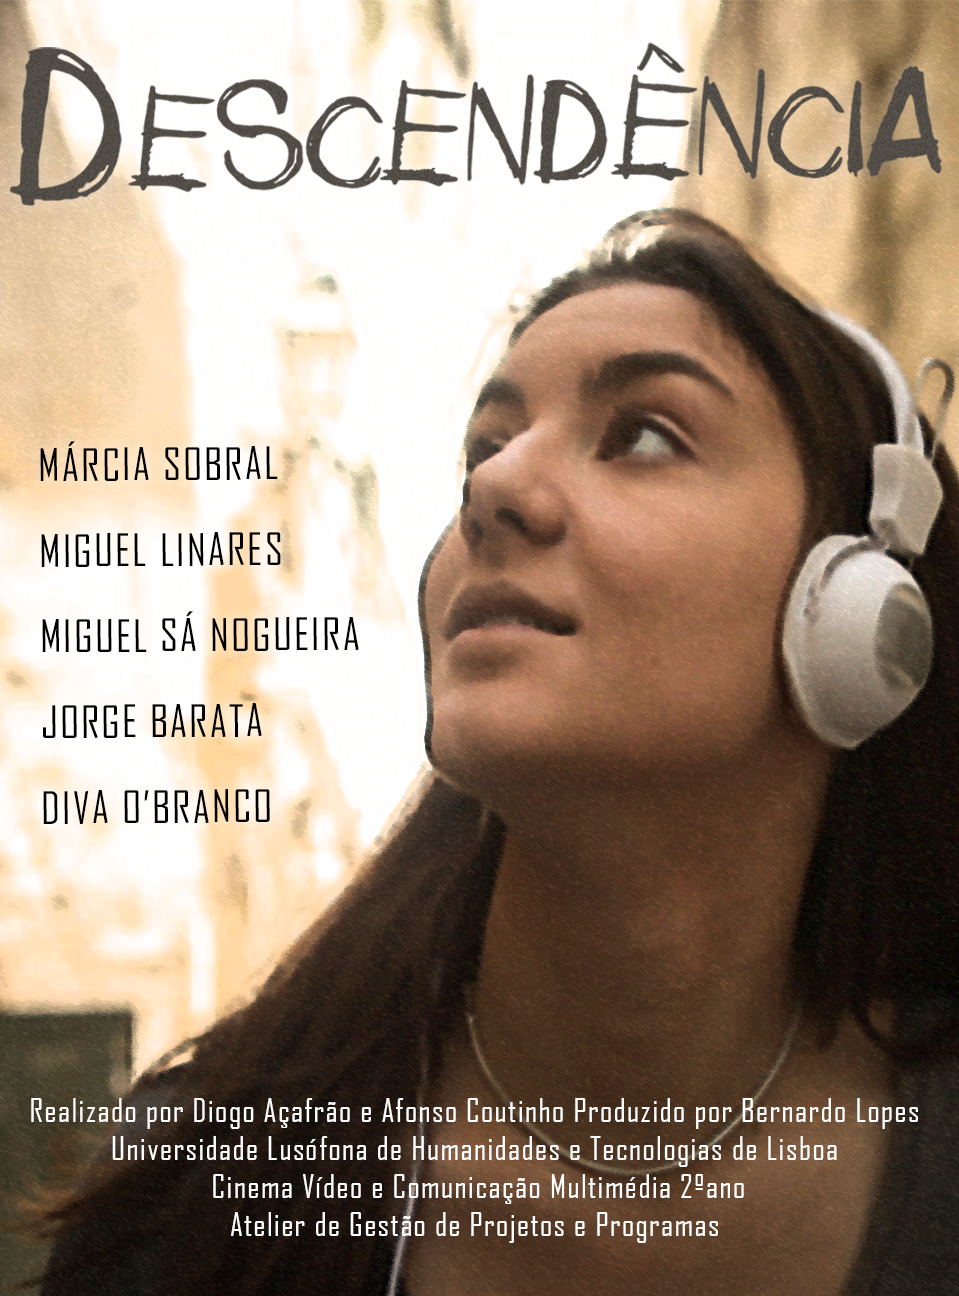 DESCENDÊNCIA
MÁRCIA SOBRAL
MIGUEL LINARES
MIGUEL SÁ NOGUEIRA
JORGE BARATA
DIVA O'BRANCO
Realizado por Diogo Açafrão e Afonso Coutinho Produzido por Bernardo Lopes
Universidade Lusófona de Humanidades e Tecnologias de Lisboa
Cinema Vídeo e Comunicação Multimédia 2ºano
Atelier de Gestão de Projetos e Programas